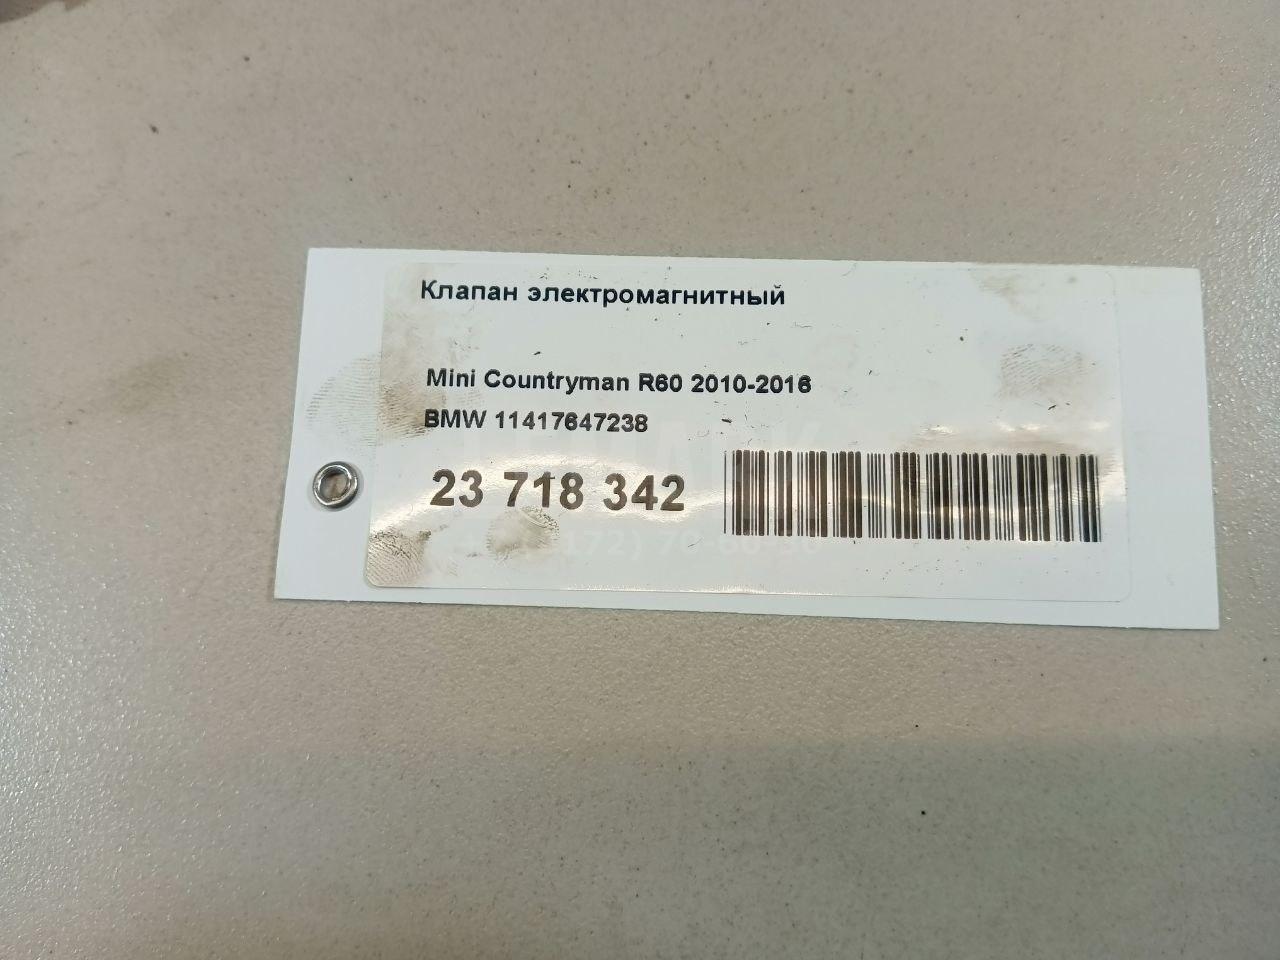 Клапан электромагнитный
Mini Countryman R60 2010-2016
BMW 11417647238
23 718 342